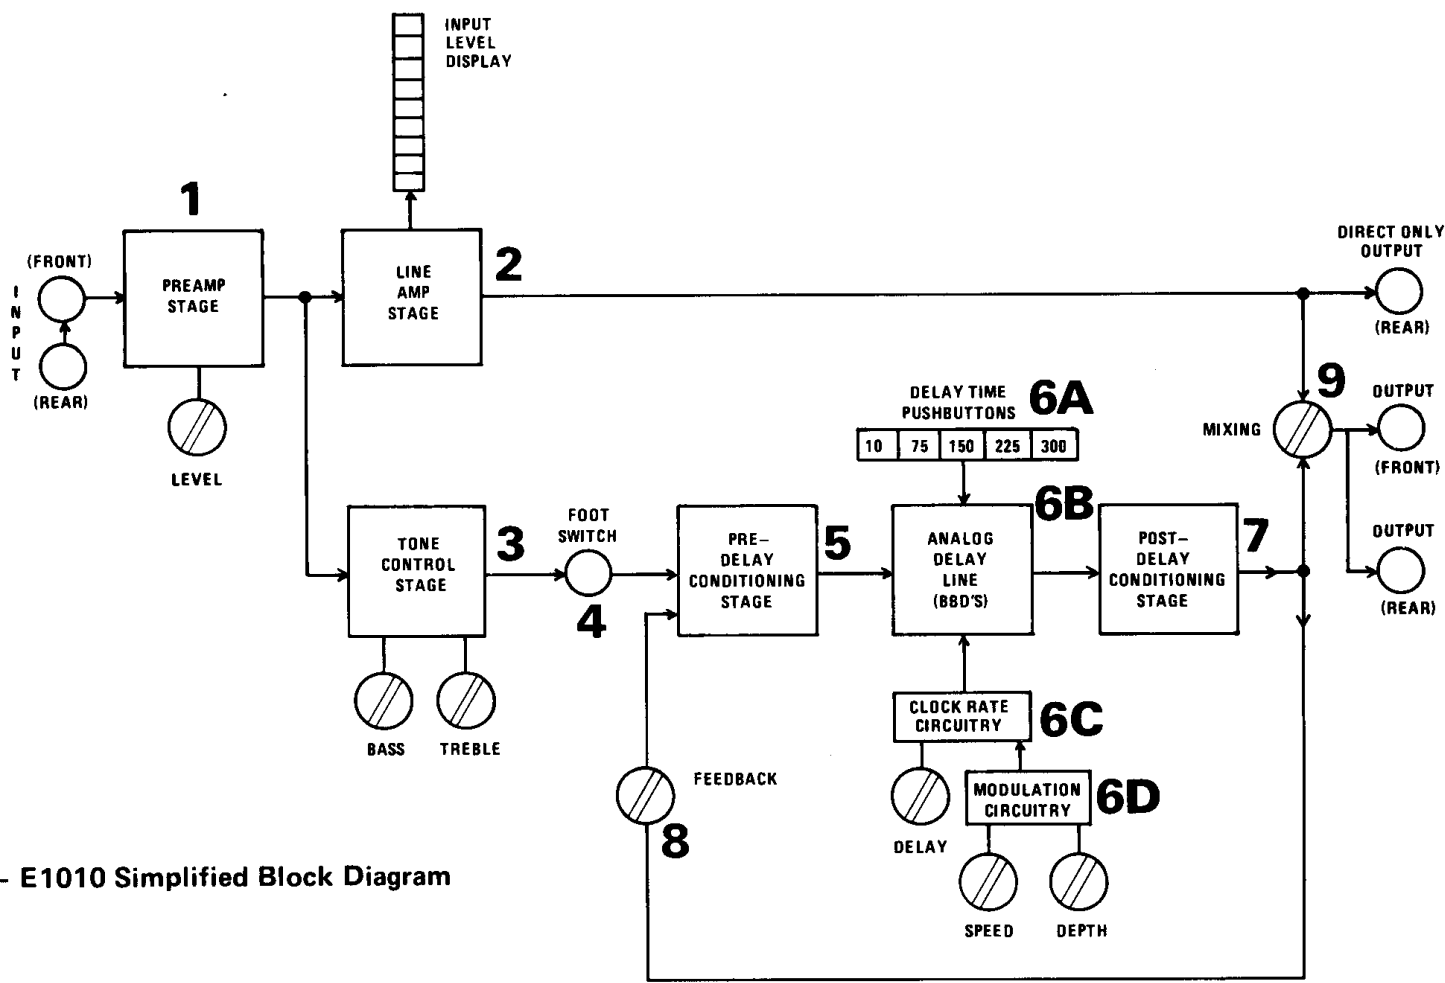 INPUT
LEVEL
DISPLAY
1
(FRONT)
INPUT
(REAR)
PREAMP
STAGE
LEVEL
LINE
AMP
STAGE
2
DIRECT ONLY
OUTPUT
(REAR)
9
MIXING
OUTPUT
(FRONT)
OUTPUT
(REAR)
DELAY TIME
PUSHBUTTONS
6A
10 75 150 225 300
TONE
CONTROL
STAGE
3
BASS
TREBLE
FOOT
SWITCH
4
PRE-
DELAY
CONDITIONING
STAGE
5
ANALOG
DELAY
LINE
(BBD'S)
6B
POST-
DELAY
CONDITIONING
STAGE
7
CLOCK RATE
CIRCUITRY
6C
DELAY
MODULATION
CIRCUITRY
6D
SPEED
DEPTH
FEEDBACK
8
- E1010 Simplified Block Diagram